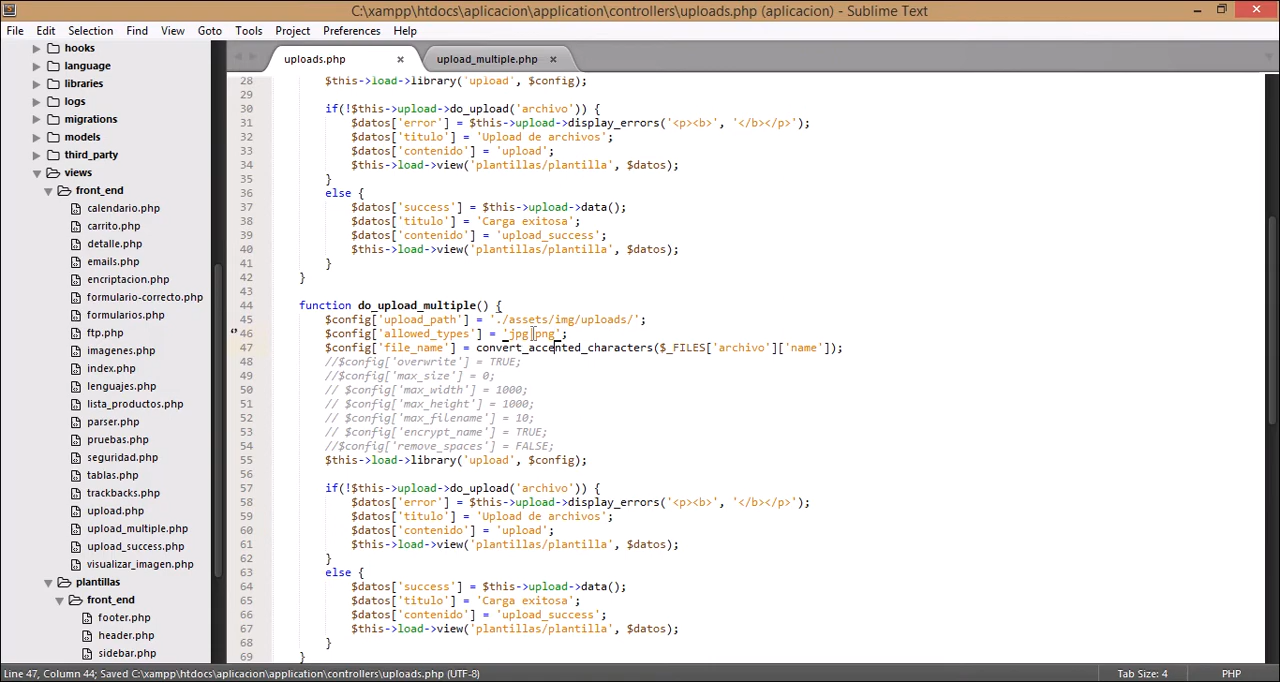 C:\xampp\htdocs\aplicacion\application\controllers\uploads.php (aplicacion) - Sublime Text
File Edit Selection Find View Goto Tools Project Preferences Help
hooks
language
libraries
logs
migrations
models
third_party
views
front_end
calendario.php
carrito.php
detalle.php
emails.php
encriptacion.php
formulario-correcto.php
formularios.php
ftp.php
imagenes.php
index.php
lenguajes.php
lista_productos.php
parser.php
pruebas.php
seguridad.php
tablas.php
trackbacks.php
upload.php
upload_multiple.php
upload_success.php
visualizar_imagen.php
plantillas
front_end
footer.php
header.php
sidebar.php
uploads.php × upload_multiple.php ×
28 $this->load->library('upload', $config);
29
30 if(!$this->upload->do_upload('archivo')) {
31 $datos['error'] = $this->upload->display_errors('<p><b>', '</b></p>');
32 $datos['titulo'] = 'Upload de archivos';
33 $datos['contenido'] = 'upload';
34 $this->load->view('plantillas/plantilla', $datos);
35 }
36 else {
37 $datos['success'] = $this->upload->data();
38 $datos['titulo'] = 'Carga exitosa';
39 $datos['contenido'] = 'upload_success';
40 $this->load->view('plantillas/plantilla', $datos);
41 }
42 }
43
44 function do_upload_multiple() {
45 $config['upload_path'] = './assets/img/uploads/';
46 $config['allowed_types'] = 'jpg|png';
47 $config['file_name'] = convert_accented_characters($_FILES['archivo']['name']);
48 //$config['overwrite'] = TRUE;
49 //$config['max_size'] = 0;
50 // $config['max_width'] = 1000;
51 // $config['max_height'] = 1000;
52 // $config['max_filename'] = 10;
53 // $config['encrypt_name'] = TRUE;
54 //$config['remove_spaces'] = FALSE;
55 $this->load->library('upload', $config);
56
57 if(!$this->upload->do_upload('archivo')) {
58 $datos['error'] = $this->upload->display_errors('<p><b>', '</b></p>');
59 $datos['titulo'] = 'Upload de archivos';
60 $datos['contenido'] = 'upload';
61 $this->load->view('plantillas/plantilla', $datos);
62 }
63 else {
64 $datos['success'] = $this->upload->data();
65 $datos['titulo'] = 'Carga exitosa';
66 $datos['contenido'] = 'upload_success';
67 $this->load->view('plantillas/plantilla', $datos);
68 }
69 }
Line 47, Column 44; Saved C:\xampp\htdocs\aplicacion\application\controllers\uploads.php (UTF-8) Tab Size: 4 PHP